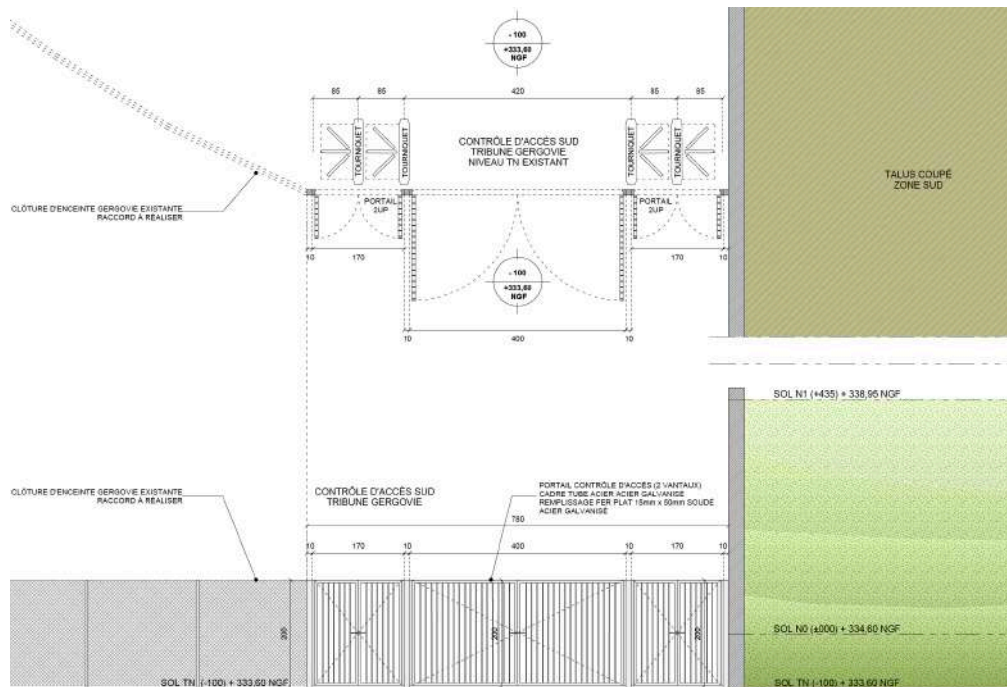 - 100
+333,60
NGF
85
85
420
85
85
TOURNIQUET
TOURNIQUET
CONTRÔLE D'ACCÈS SUD
TRIBUNE GERGOVIE
NIVEAU TN EXISTANT
TOURNIQUET
TOURNIQUET
TALUS COUPÉ
ZONE SUD
CLÔTURE D'ENCEINTE GERGOVIE EXISTANTE
RACCORD À RÉALISER
PORTAIL
2UP
PORTAIL
2UP
10
170
170
10
- 100
+333,60
NGF
10
400
10
SOL N1 (+435) + 338,95 NGF
CLÔTURE D'ENCEINTE GERGOVIE EXISTANTE
RACCORD À RÉALISER
CONTRÔLE D'ACCÈS SUD
TRIBUNE GERGOVIE
PORTAIL CONTRÔLE D'ACCÈS (2 VANTAUX)
CADRE TUBE ACIER ACIER GALVANISÉ
REMPLISSAGE FER PLAT 15mm x 50mm SOUDÉ
ACIER GALVANISÉ
780
10
170
10
400
10
170
10
200
200
200
SOL N0 (±000) + 334,60 NGF
SOL TN (-100) + 333,60 NGF
SOL TN (-100) + 333,60 NGF